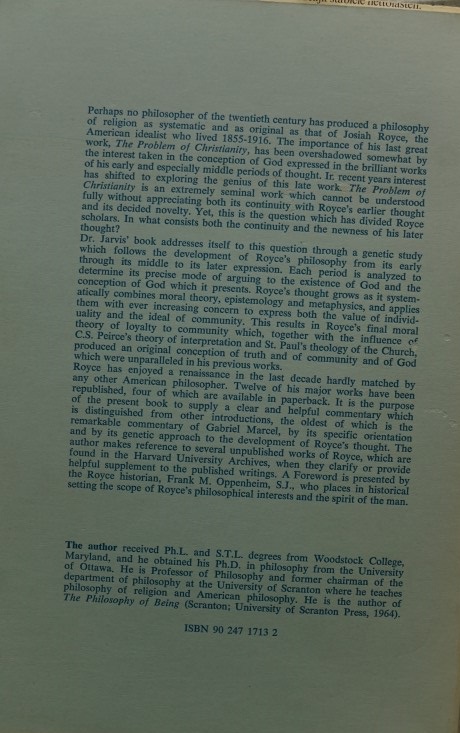 Perhaps no philosopher of the twentieth century has produced a philosophy
of religion as systematic and as original as that of Josiah Royce, the
American idealist who lived 1855-1916. The importance of his last great
work, The Problem of Christianity, has been overshadowed somewhat by
the interest taken in the conception of God expressed in the brilliant works
of his early and especially middle periods of thought. Ir. recent years interest
has shifted to exploring the genius of this late work. The Problem of
Christianity is an extremely seminal work which cannot be understood
fully without appreciating both its continuity with Royce's earlier thought
and its decided novelty. Yet, this is the question which has divided Royce
scholars. In what consists both the continuity and the newness of his later
thought?
Dr. Jarvis' book addresses itself to this question through a genetic study
which follows the development of Royce's philosophy from its early
through its middle to its later expression. Each period is analyzed to
determine its precise mode of arguing to the existence of God and the
conception of God which it presents. Royce's thought grows as it system-
atically combines moral theory, epistemology and metaphysics, and applies
them with ever increasing concern to express both the value of individ-
uality and the ideal of community. This results in Royce's final moral
theory of loyalty to community which, together with the influence of
C.S. Peirce's theory of interpretation and St. Paul's theology of the Church,
produced an original conception of truth and of community and of God
which were unparalleled in his previous works.
Royce has enjoyed a renaissance in the last decade hardly matched by
any other American philosopher. Twelve of his major works have been
republished, four of which are available in paperback. It is the purpose
of the present book to supply a clear and helpful commentary which
is distinguished from other introductions, the oldest of which is the
remarkable commentary of Gabriel Marcel, by its specific orientation
and by its genetic approach to the development of Royce's thought. The
author makes reference to several unpublished works of Royce, which are
found in the Harvard University Archives, when they clarify or provide
helpful supplement to the published writings. A Foreword is presented by
the Royce historian, Frank M. Oppenheim, S.J., who places in historical
setting the scope of Royce's philosophical interests and the spirit of the man.
The author received Ph.L. and S.T.L. degrees from Woodstock College,
Maryland, and he obtained his Ph.D. in philosophy from the University
of Ottawa. He is Professor of Philosophy and former chairman of the
department of philosophy at the University of Scranton where he teaches
philosophy of religion and American philosophy. He is the author of
The Philosophy of Being (Scranton; University of Scranton Press, 1964).
ISBN 90 247 1713 2